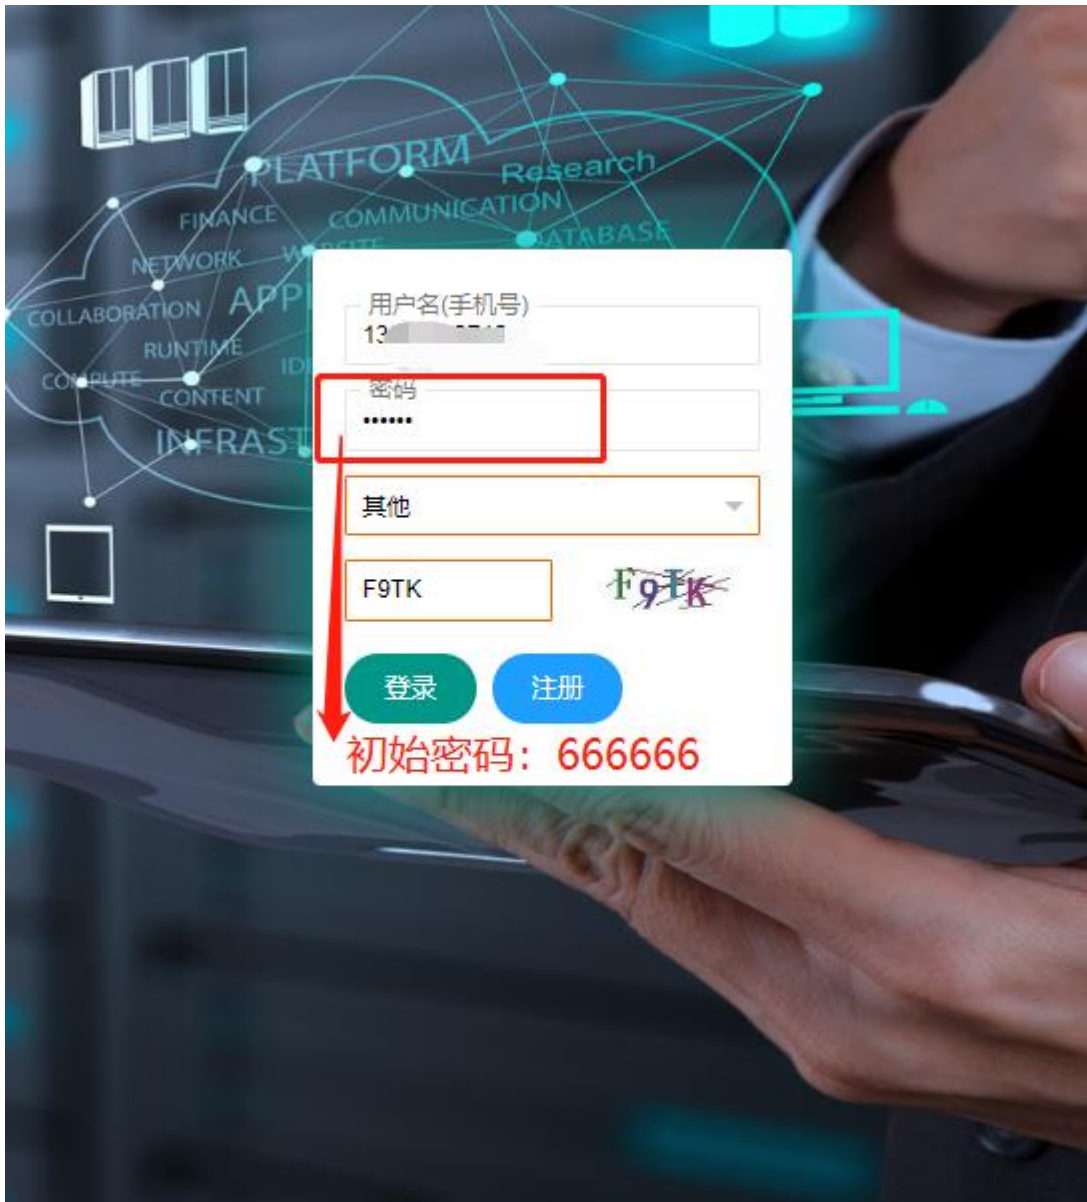 PLATFORM
Research
FINANCE
COMMUNICATION
DATABASE
NETWORK
COLLABORATION
RUNTIME
COMPUTE
CONTENT
用户名(手机号)
密码
••••••
其他
F9TK
F9TK
登录
注册
初始密码：666666